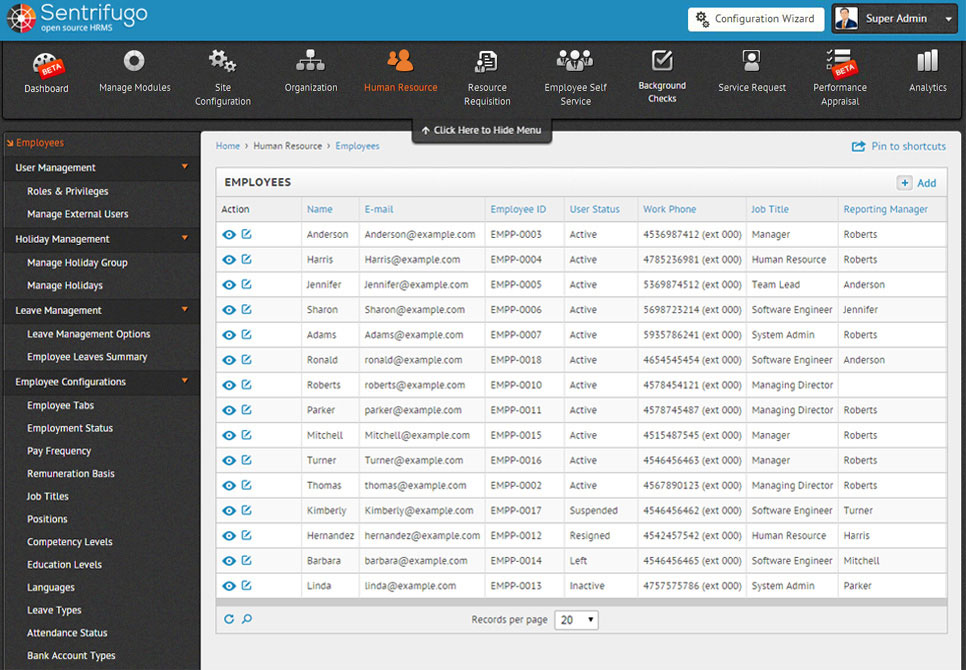 Sentrifugo
open source HRMS
Configuration Wizard
Super Admin
BETA
Dashboard
Manage Modules
Site
Configuration
Organization
Human Resource
Resource
Requisition
Employee Self
Service
Background
Checks
Service Request
BETA
Performance
Appraisal
Analytics
Click Here to Hide Menu
Employees
User Management
Roles & Privileges
Manage External Users
Holiday Management
Manage Holiday Group
Manage Holidays
Leave Management
Leave Management Options
Employee Leaves Summary
Employee Configurations
Employee Tabs
Employment Status
Pay Frequency
Remuneration Basis
Job Titles
Positions
Competency Levels
Education Levels
Languages
Leave Types
Attendance Status
Bank Account Types
Home › Human Resource › Employees
Pin to shortcuts
EMPLOYEES
+ Add
Action Name E-mail Employee ID User Status Work Phone Job Title Reporting Manager
Anderson Anderson@example.com EMPP-0003 Active 4536987412 (ext 000) Manager Roberts
Harris Harris@example.com EMPP-0004 Active 4785236981 (ext 000) Human Resource Roberts
Jennifer Jennifer@example.com EMPP-0005 Active 5369874512 (ext 000) Team Lead Anderson
Sharon Sharon@example.com EMPP-0006 Active 5698723214 (ext 000) Software Engineer Jennifer
Adams Adams@example.com EMPP-0007 Active 5935786241 (ext 000) System Admin Roberts
Ronald ronald@example.com EMPP-0018 Active 4654545454 (ext 000) Software Engineer Anderson
Roberts roberts@example.com EMPP-0010 Active 4578454121 (ext 000) Managing Director
Parker parker@example.com EMPP-0011 Active 4578745487 (ext 000) Managing Director Roberts
Mitchell Mitchell@example.com EMPP-0015 Active 4515487545 (ext 000) Manager Roberts
Turner Turner@example.com EMPP-0016 Active 4546456463 (ext 000) Manager Roberts
Thomas thomas@example.com EMPP-0002 Active 4567890123 (ext 000) Managing Director Roberts
Kimberly Kimberly@example.com EMPP-0017 Suspended 4546456462 (ext 000) Software Engineer Turner
Hernandez hernandez@example.com EMPP-0012 Resigned 4542457542 (ext 000) Human Resource Harris
Barbara barbara@example.com EMPP-0014 Left 4546456465 (ext 000) Software Engineer Mitchell
Linda linda@example.com EMPP-0013 Inactive 4757575786 (ext 000) System Admin Parker
Records per page 20